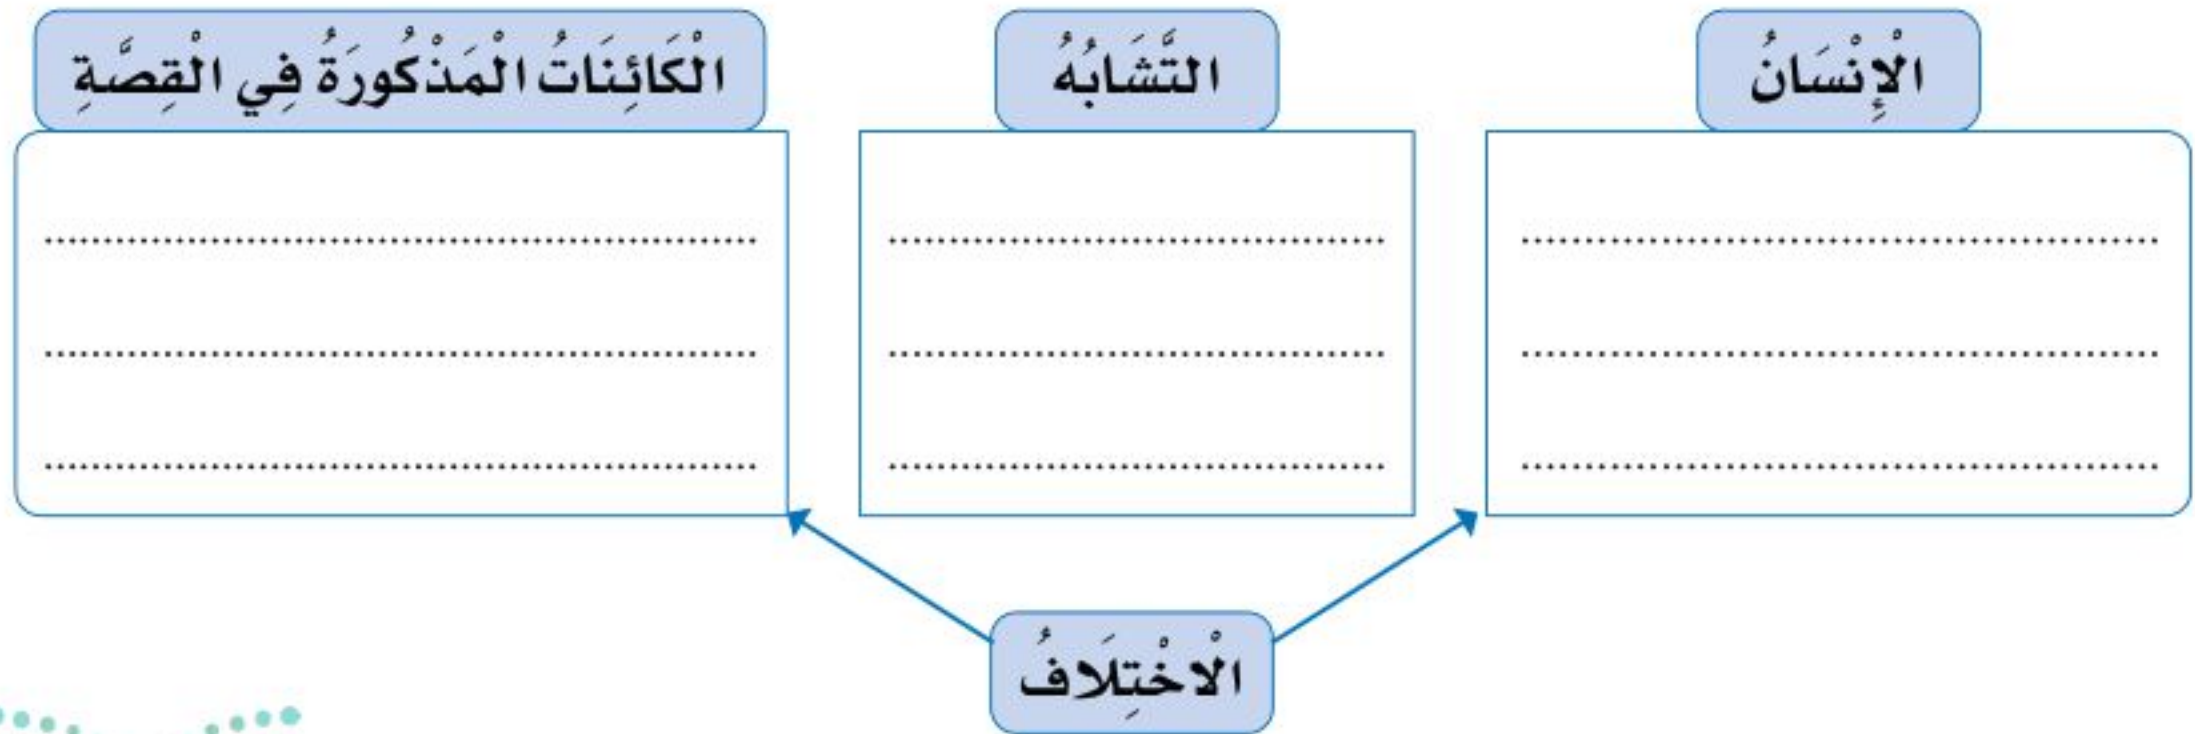 الْإِنْسَانُ
التَّشَابُهُ
الْكَائِنَاتُ الْمَذْكُورَةُ فِي الْقِصَّةِ
الْاخْتِلَافُ